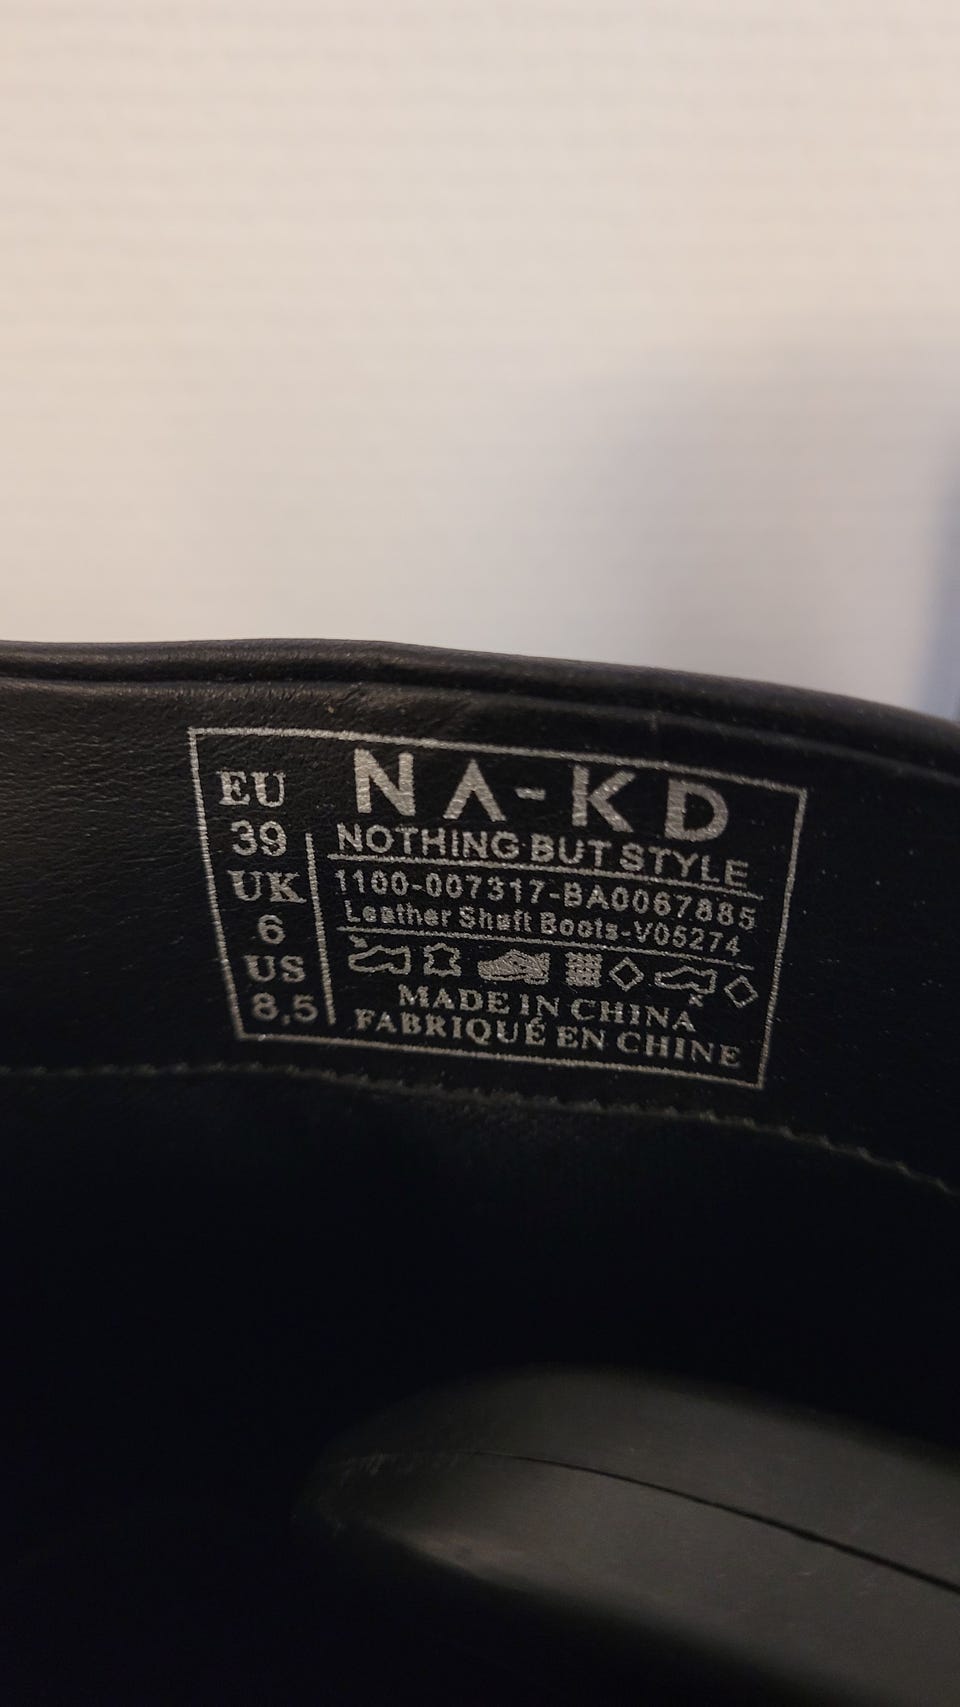 EU
39
UK
6
US
8.5
NA-KD
NOTHING BUT STYLE
1100-007317-BA0067885
Leather Shaft Boots-V05274
MADE IN CHINA
FABRIQUÉ EN CHINE